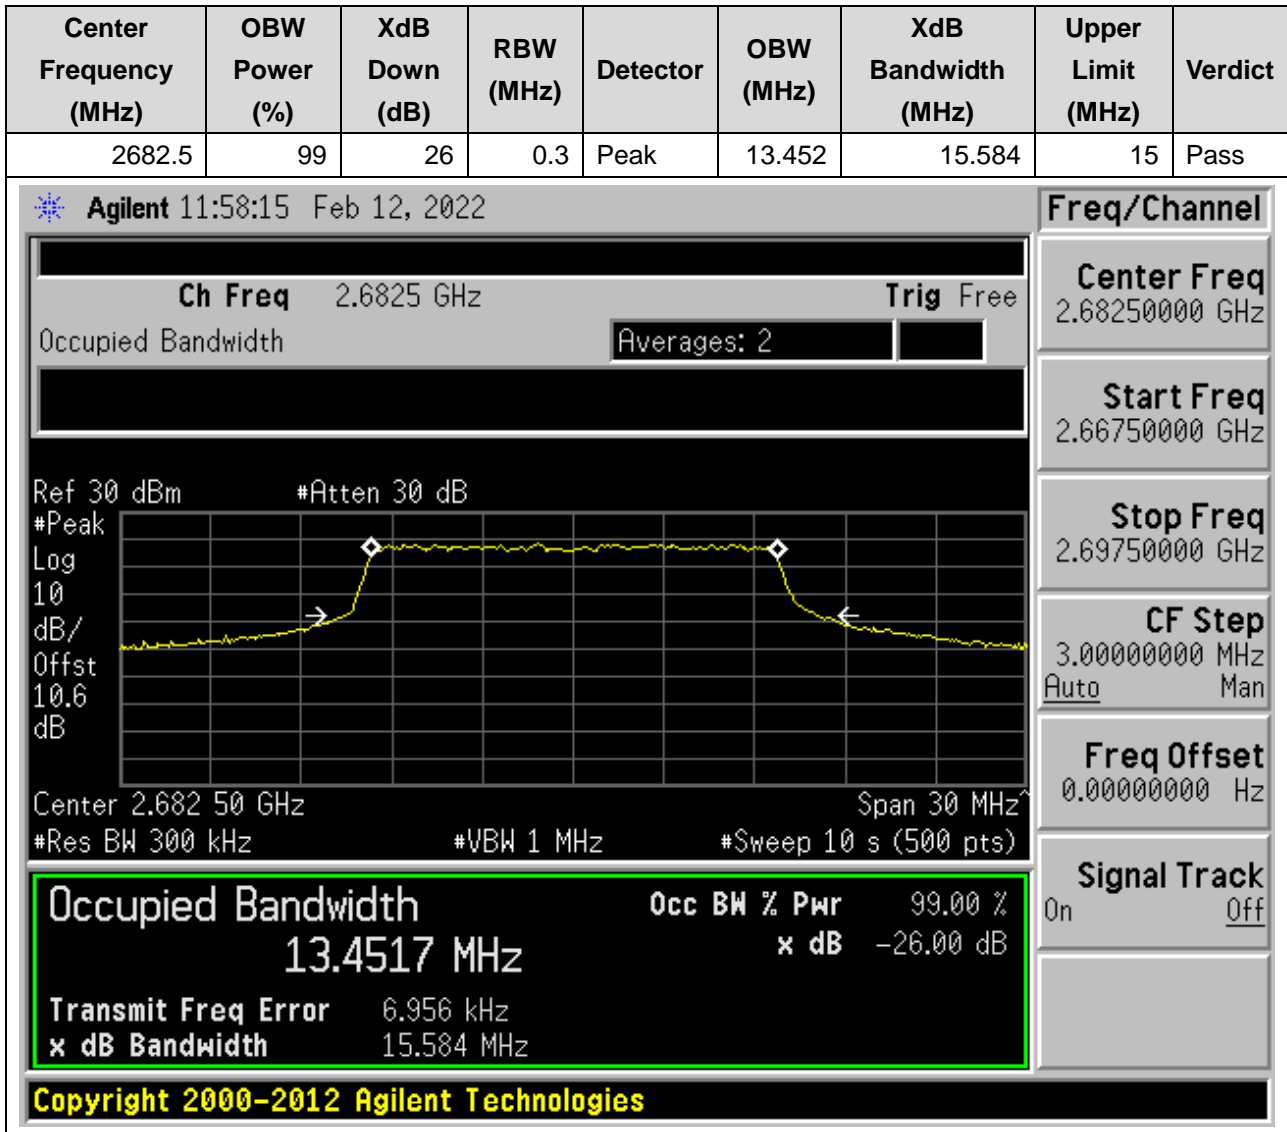 Center Frequency (MHz) OBW Power (%) XdB Down (dB) RBW (MHz) Detector OBW (MHz) XdB Bandwidth (MHz) Upper Limit (MHz) Verdict
2682.5 99 26 0.3 Peak 13.452 15.584 15 Pass
Agilent 11:58:15 Feb 12, 2022
Freq/Channel
Ch Freq 2.6825 GHz Trig Free
Occupied Bandwidth Averages: 2
Center Freq
2.68250000 GHz
Start Freq
2.66750000 GHz
Stop Freq
2.69750000 GHz
CF Step
3.00000000 MHz
Auto Man
Freq Offset
0.00000000 Hz
Signal Track
On Off
Ref 30 dBm #Atten 30 dB
#Peak
Log
10
dB/
Offst
10.6
dB
Center 2.682 50 GHz Span 30 MHz^
#Res BW 300 kHz #VBW 1 MHz #Sweep 10 s (500 pts)
Occupied Bandwidth Occ BW % Pwr 99.00 %
13.4517 MHz x dB -26.00 dB
Transmit Freq Error 6.956 kHz
x dB Bandwidth 15.584 MHz
Copyright 2000-2012 Agilent Technologies